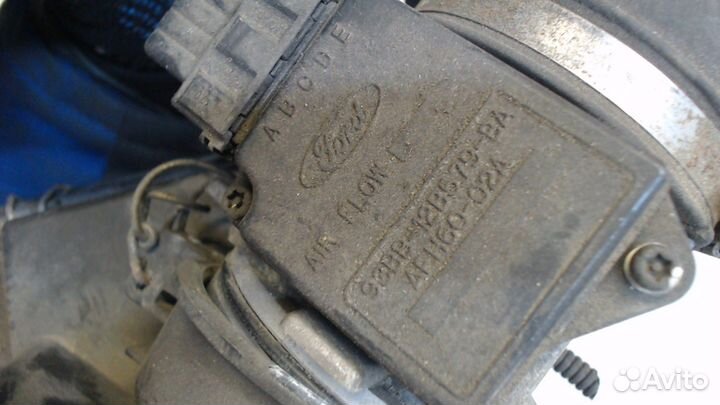 A B C D E
Ford
AIR FLOW
93BB-12B579-BA
AFH60-02A
Avito